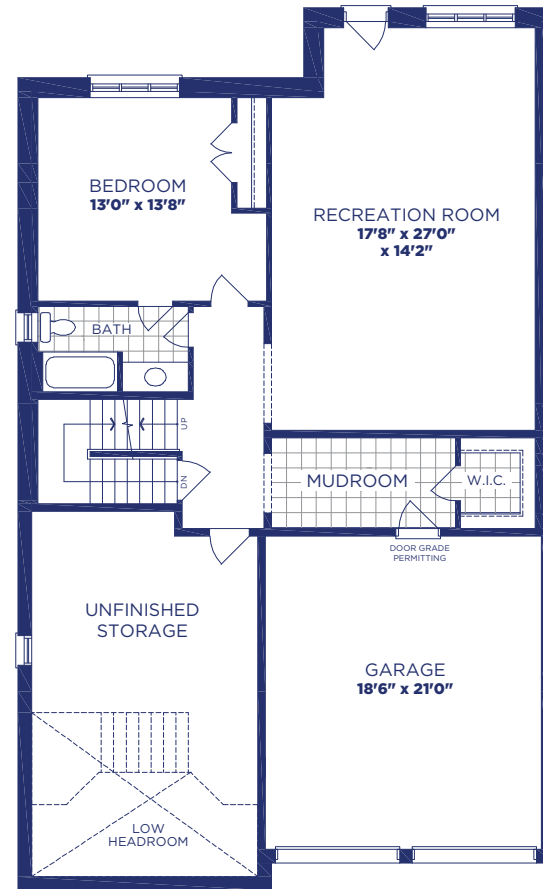 BEDROOM
13'0" x 13'8"
RECREATION ROOM
17'8" x 27'0"
x 14'2"
BATH
UP
DN
MUDROOM
W.I.C.
DOOR GRADE
PERMITTING
UNFINISHED
STORAGE
GARAGE
18'6" x 21'0"
LOW
HEADROOM